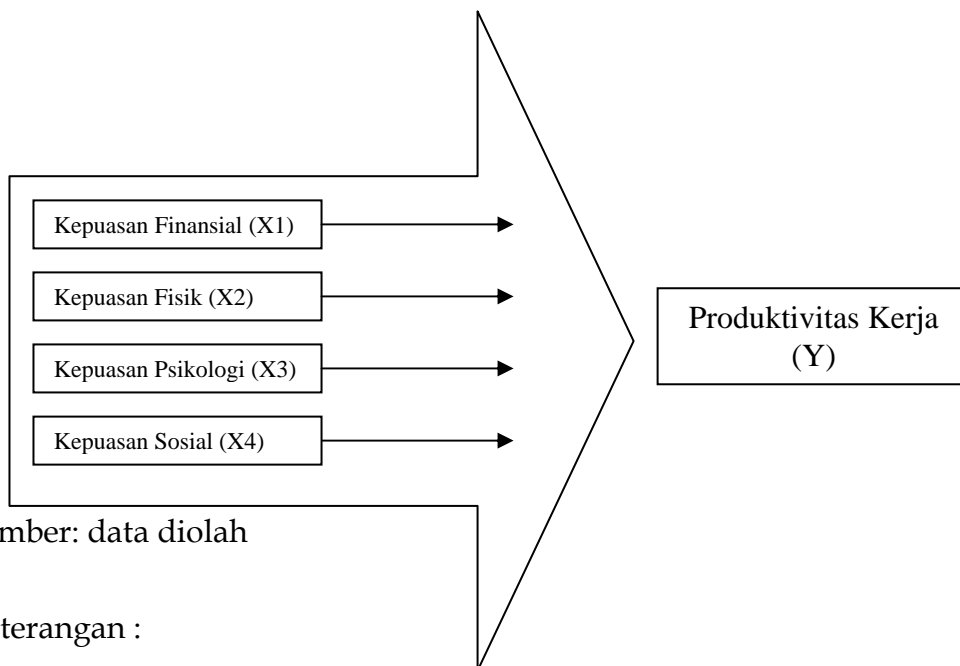 Kepuasan Finansial (X1)
Kepuasan Fisik (X2)
Kepuasan Psikologi (X3)
Kepuasan Sosial (X4)
Produktivitas Kerja
(Y)
mber: data diolah
terangan :